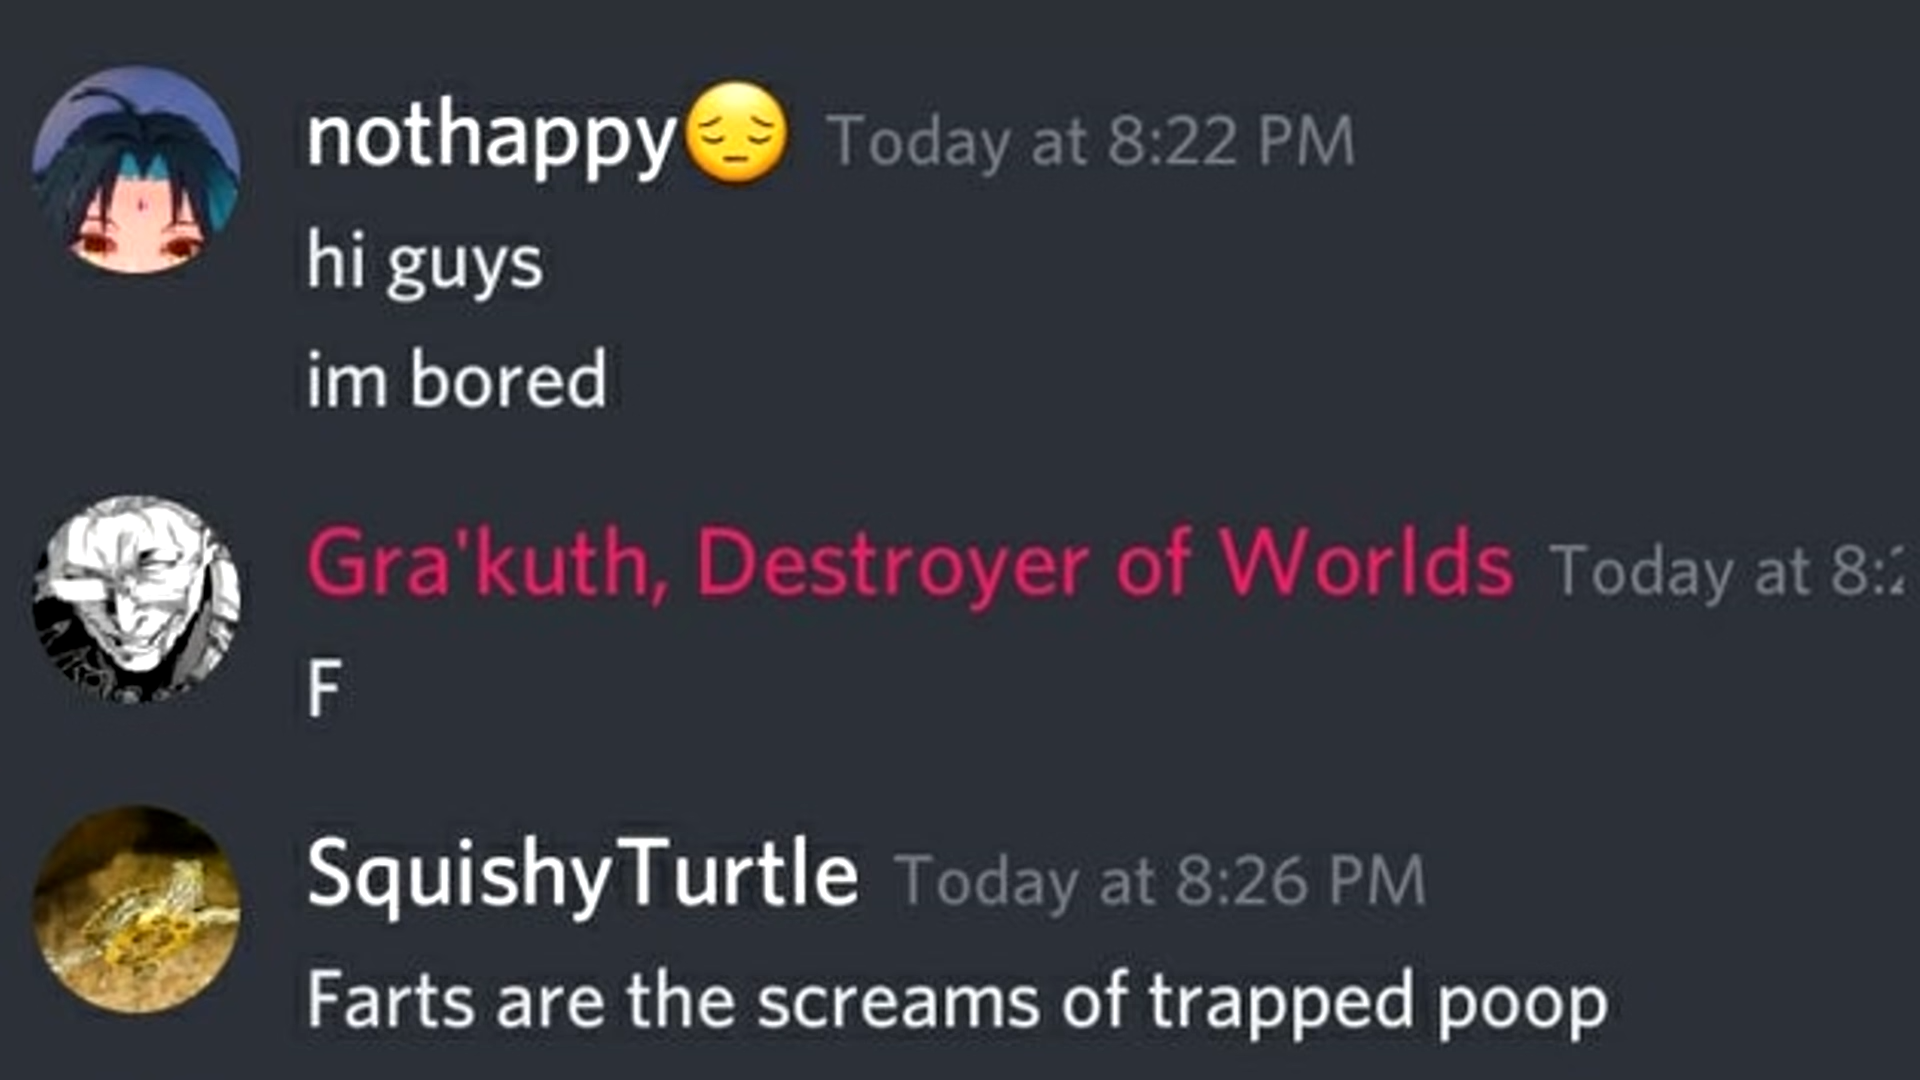 nothappy😔 Today at 8:22 PM
hi guys
im bored
Gra'kuth, Destroyer of Worlds Today at
F
SquishyTurtle Today at 8:26 PM
Farts are the screams of trapped poop